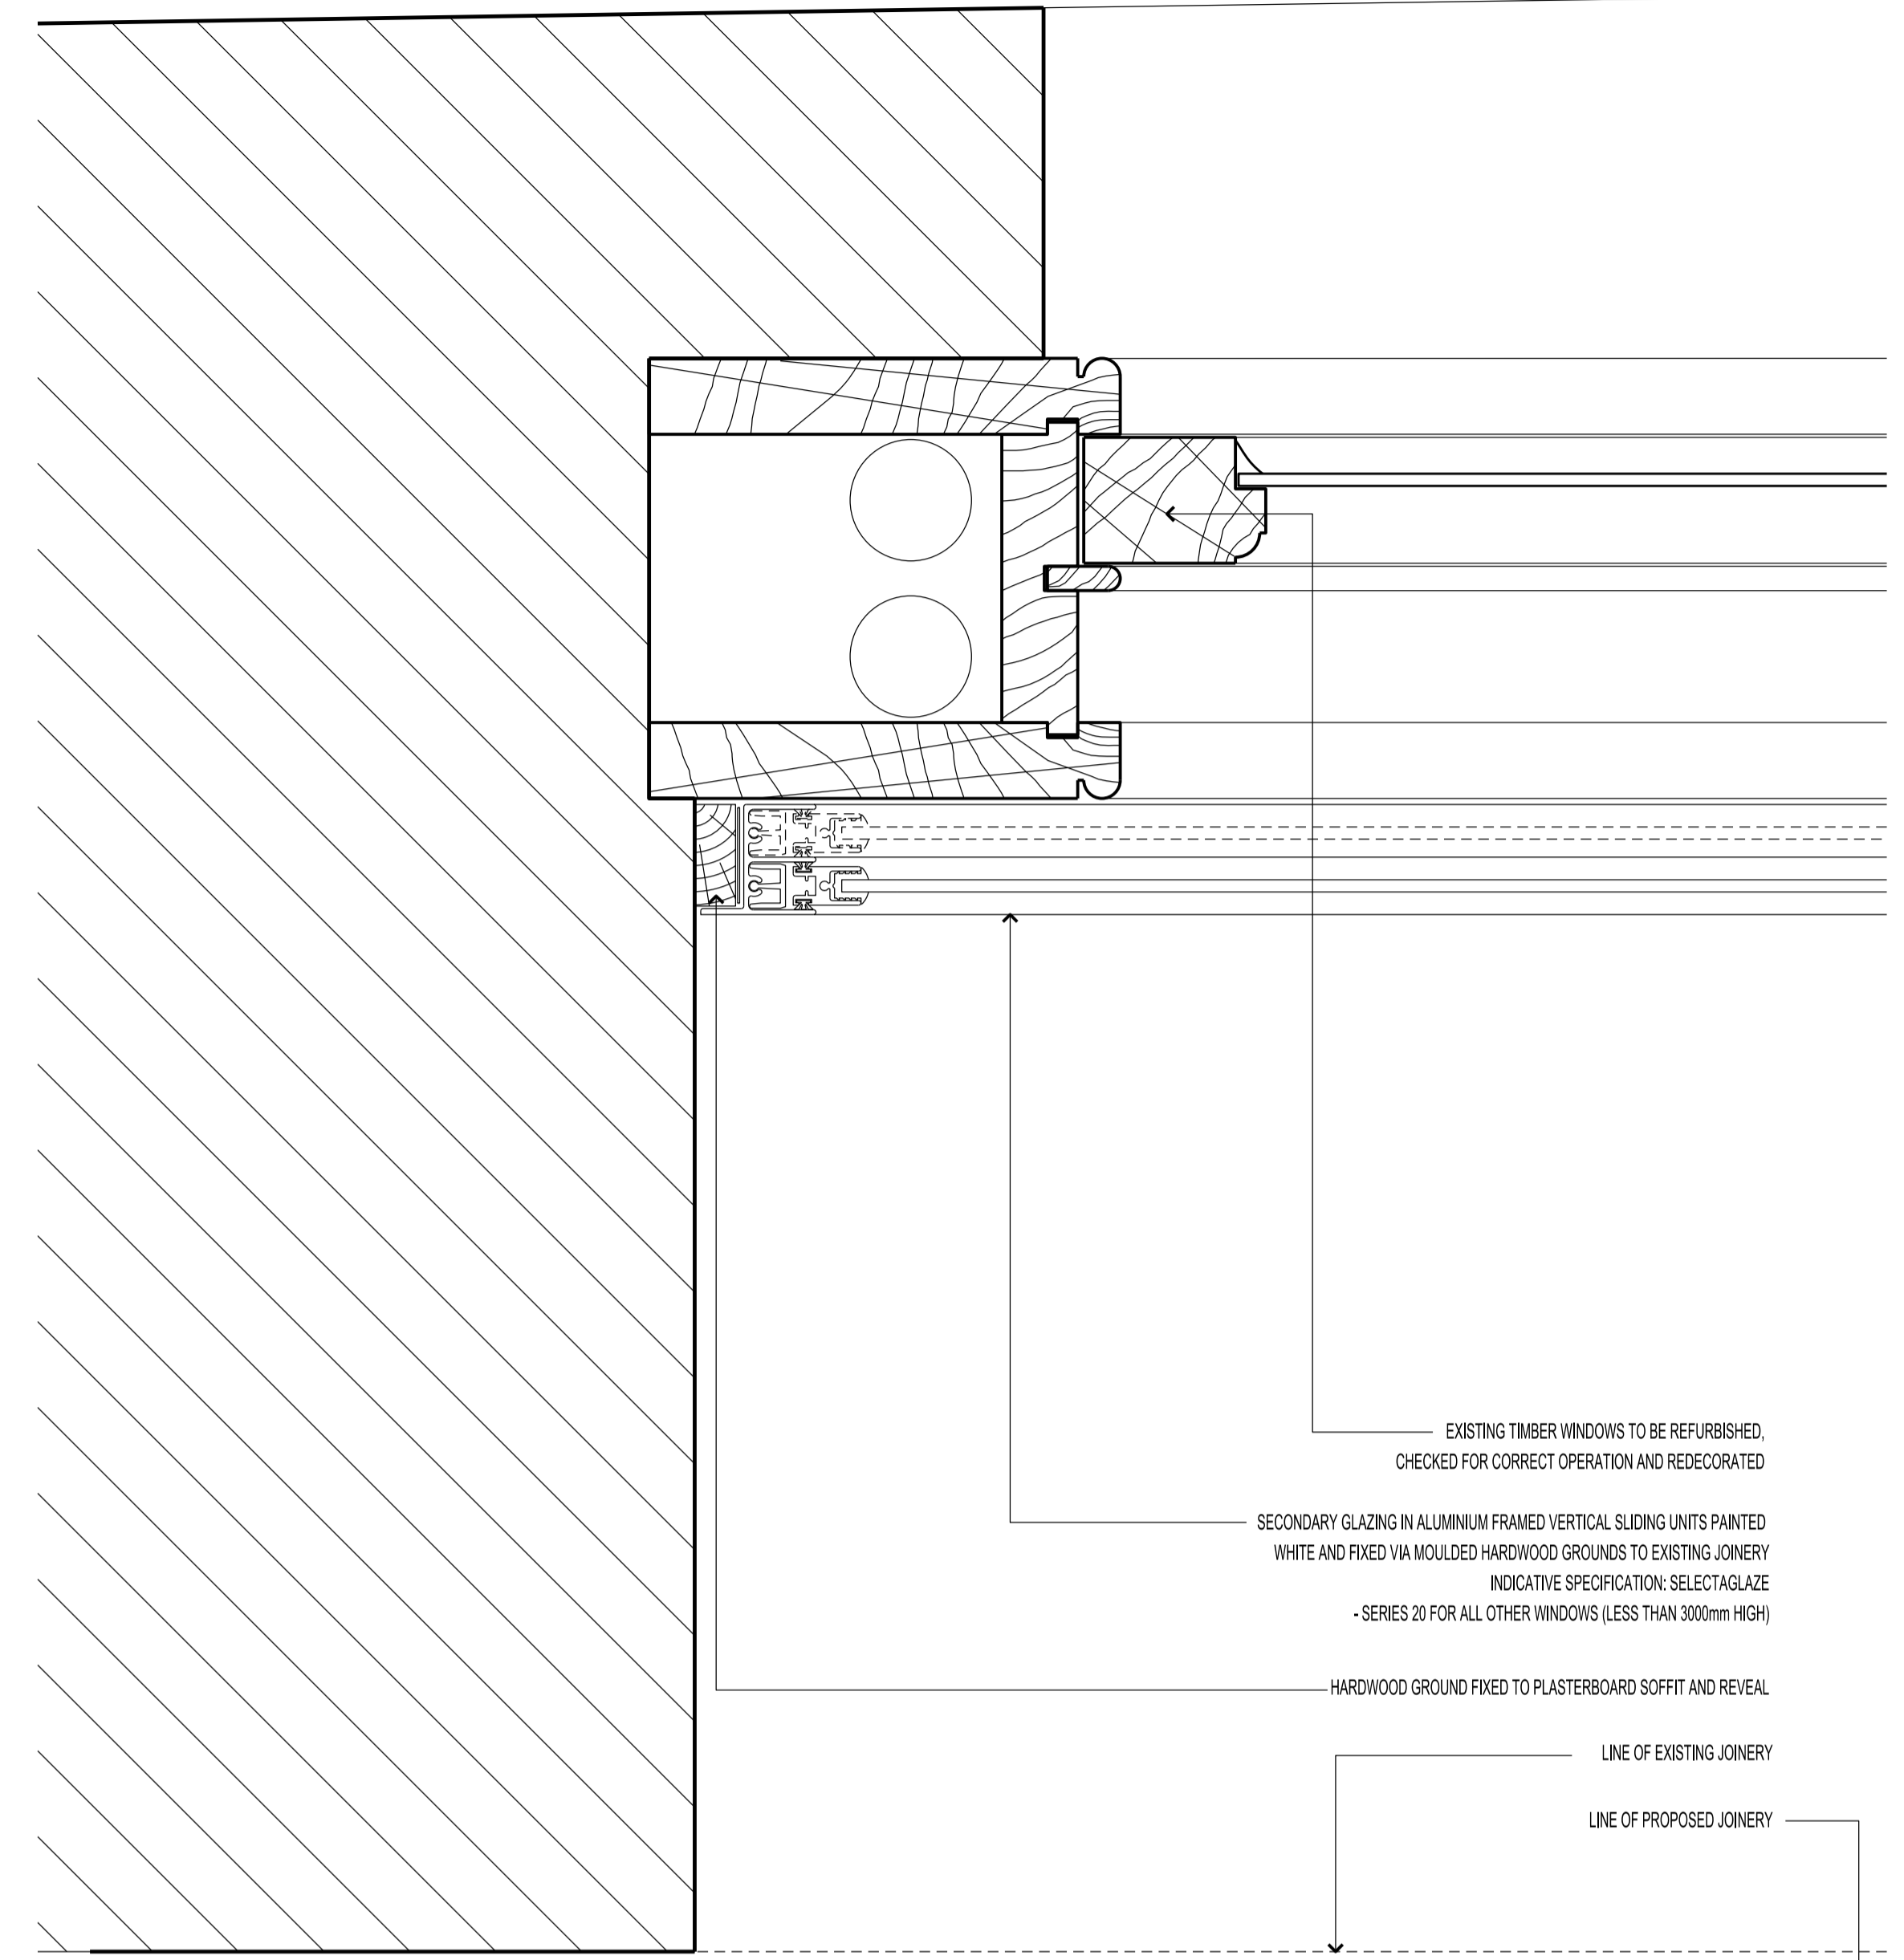 EXISTING TIMBER WINDOWS TO BE REFURBISHED,
CHECKED FOR CORRECT OPERATION AND REDECORATED
SECONDARY GLAZING IN ALUMINIUM FRAMED VERTICAL SLIDING UNITS PAINTED
WHITE AND FIXED VIA MOULDED HARDWOOD GROUNDS TO EXISTING JOINERY
INDICATIVE SPECIFICATION: SELECTAGLAZE
- SERIES 20 FOR ALL OTHER WINDOWS (LESS THAN 3000mm HIGH)
HARDWOOD GROUND FIXED TO PLASTERBOARD SOFFIT AND REVEAL
LINE OF EXISTING JOINERY
LINE OF PROPOSED JOINERY